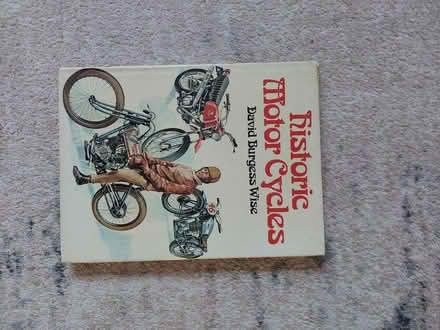 Historic
Motor Cycles
David Burgess Wise